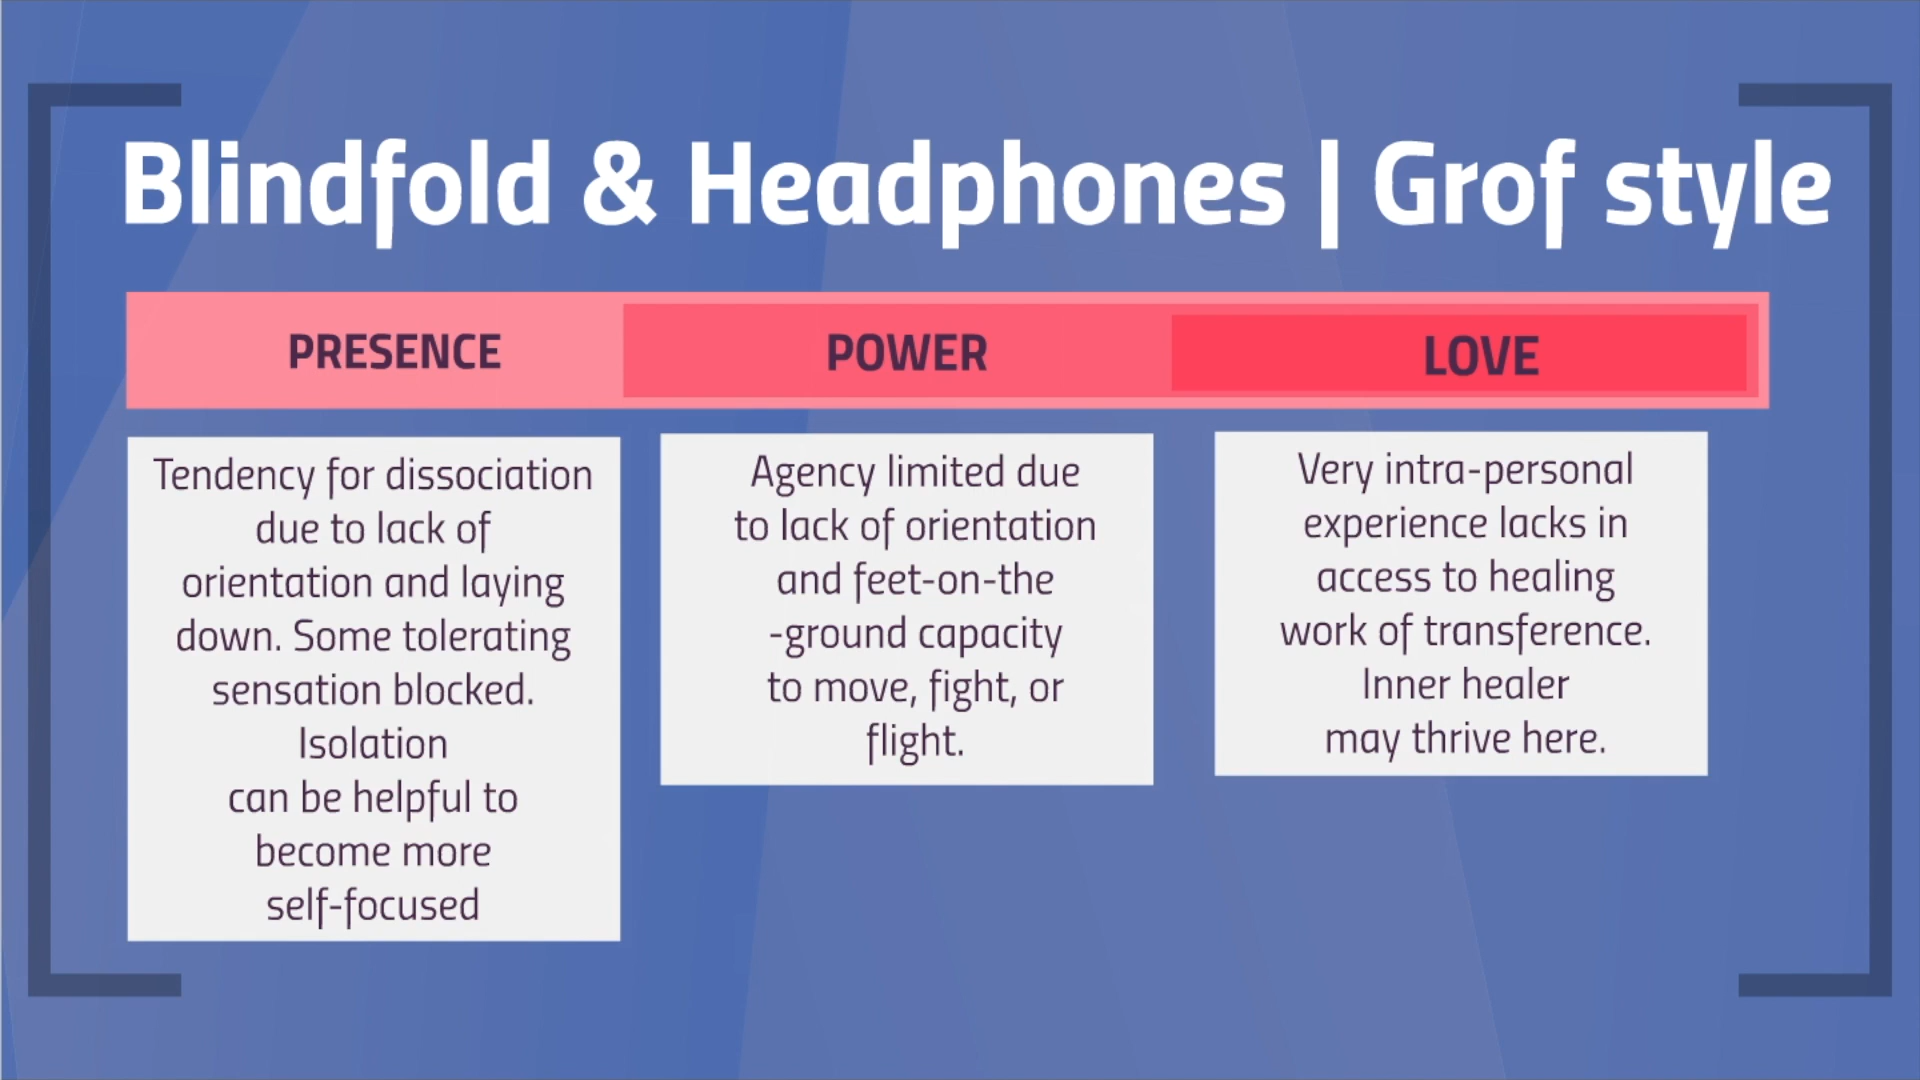 Blindfold & Headphones | Grof style
PRESENCE
POWER
LOVE
Tendency for dissociation
due to lack of
orientation and laying
down. Some tolerating
sensation blocked.
Isolation
can be helpful to
become more
self-focused
Agency limited due
to lack of orientation
and feet-on-the
-ground capacity
to move, fight, or
flight.
Very intra-personal
experience lacks in
access to healing
work of transference.
Inner healer
may thrive here.